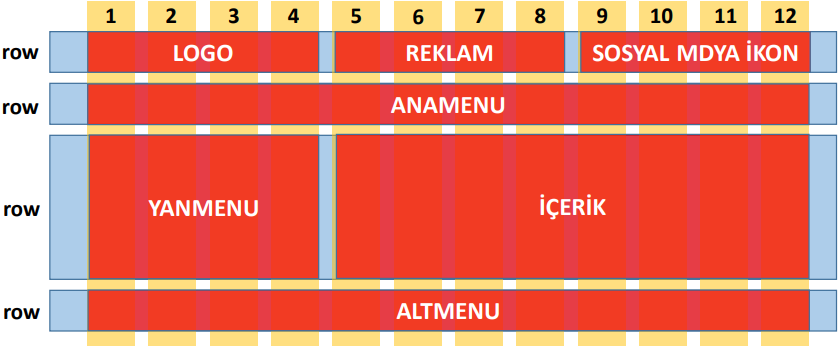 1 2 3 4 5 6 7 8 9 10 11 12
row LOGO REKLAM SOSYAL MDYA İKON
row ANAMENU
row YANMENU İÇERİK
row ALTMENU